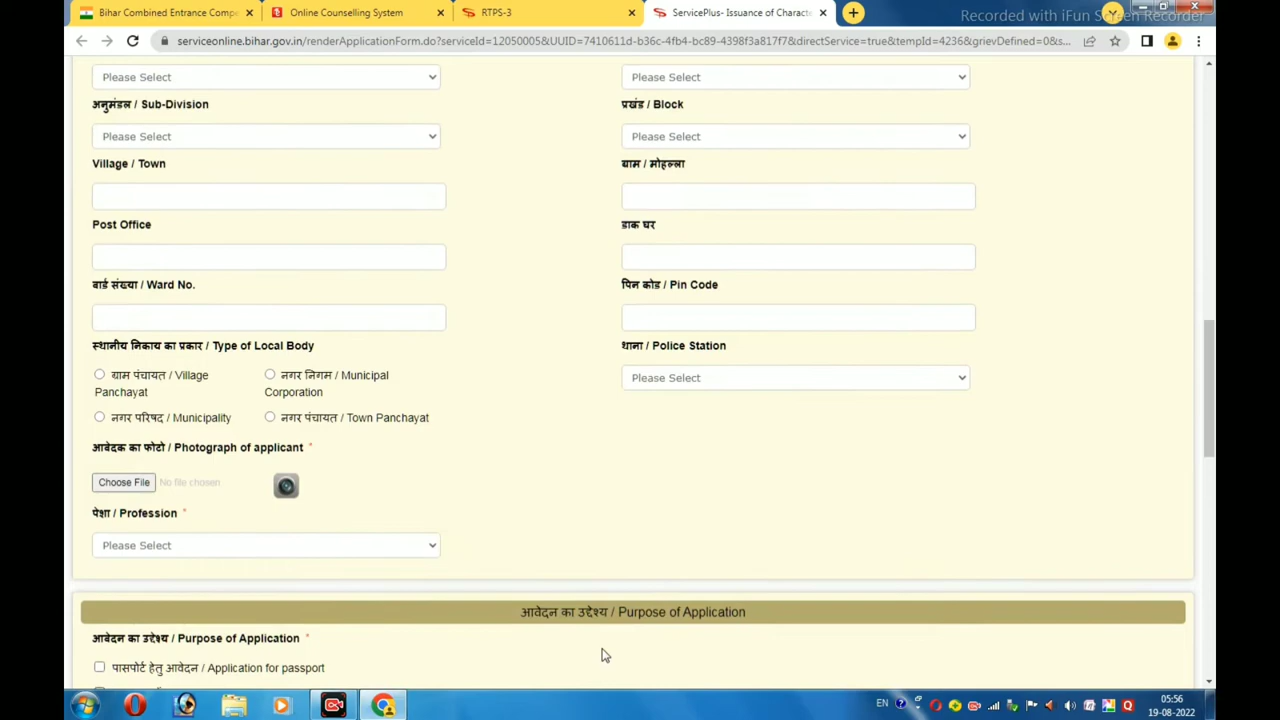 Bihar Combined Entrance Compe
Online Counselling System
RTPS-3
ServicePlus- Issuance of Charact
Recorded with iFun Screen Recorder
serviceonline.bihar.gov.in/renderApplicationForm.do?serviceId=12050005&UUID=7410611d-b36c-4fb4-bc89-4398f3a817f7&directService=true&tempId=4236&grievDefined=0&s...
Please Select
Please Select
अनुमंडल / Sub-Division
प्रखंड / Block
Please Select
Please Select
Village / Town
ग्राम / मोहल्ला
Post Office
डाक घर
वार्ड संख्या / Ward No.
पिन कोड / Pin Code
स्थानीय निकाय का प्रकार / Type of Local Body
थाना / Police Station
ग्राम पंचायत / Village Panchayat
नगर निगम / Municipal Corporation
Please Select
नगर परिषद / Municipality
नगर पंचायत / Town Panchayat
आवेदक का फोटो / Photograph of applicant *
Choose File No file chosen
पेशा / Profession *
Please Select
आवेदन का उद्देश्य / Purpose of Application
आवेदन का उद्देश्य / Purpose of Application *
पासपोर्ट हेतु आवेदन / Application for passport
EN
05:56
19-08-2022